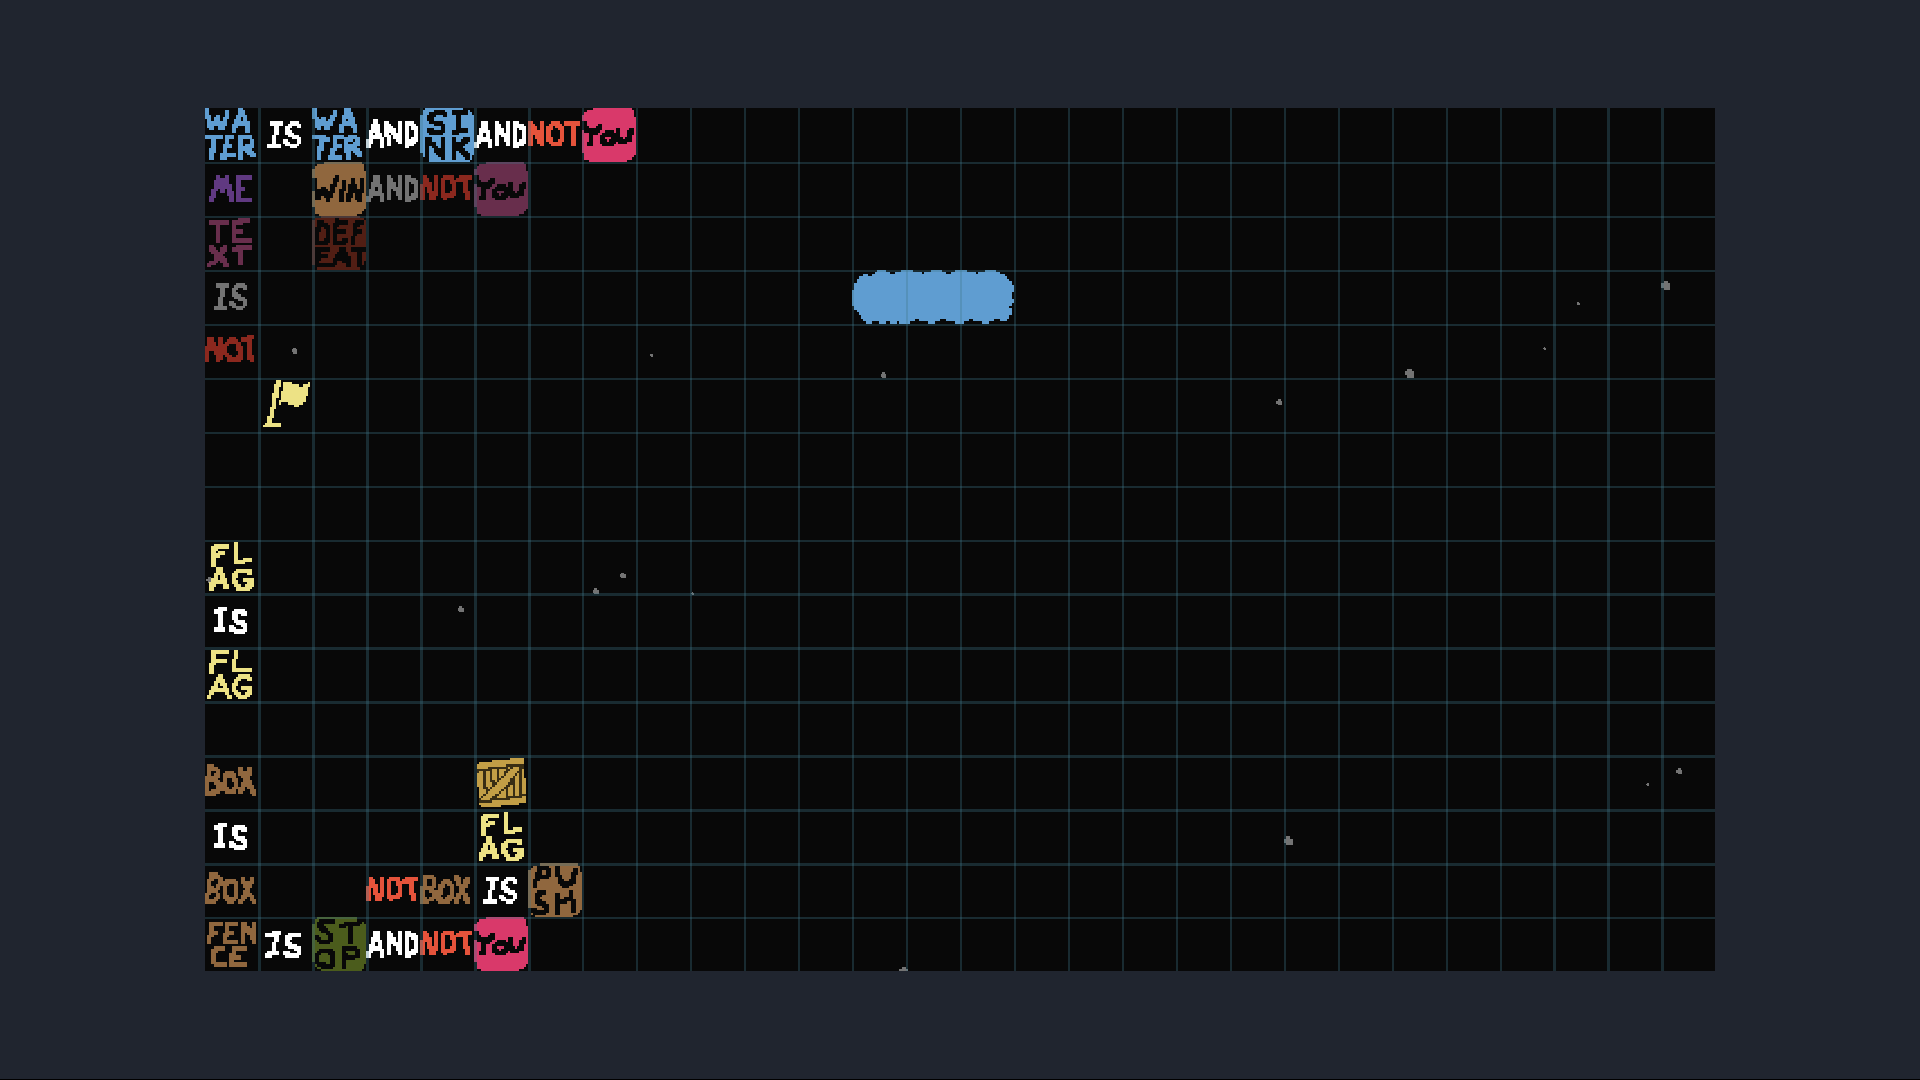 WATER IS WATER AND SINK AND NOT YOU
ME WIN AND NOT YOU
TEXT DEFEAT
IS
NOT
FLAG
IS
FLAG
BOX
IS FLAG
BOX NOT BOX IS PUSH
FENCE IS STOP AND NOT YOU